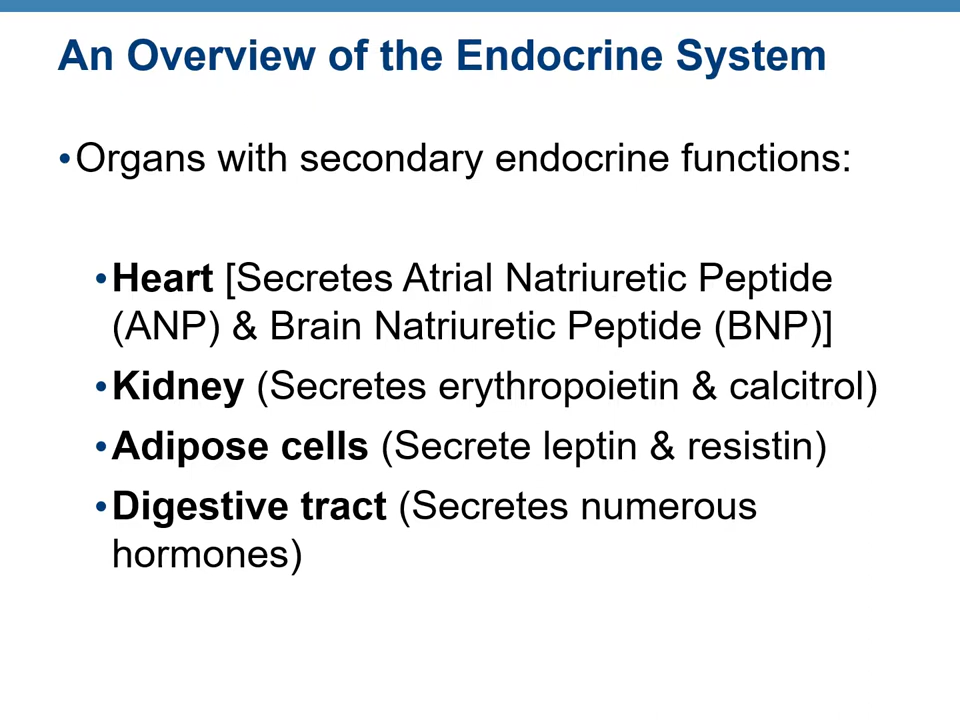 An Overview of the Endocrine System
•Organs with secondary endocrine functions:
•Heart [Secretes Atrial Natriuretic Peptide
(ANP) & Brain Natriuretic Peptide (BNP)]
•Kidney (Secretes erythropoietin & calcitrol)
•Adipose cells (Secrete leptin & resistin)
•Digestive tract (Secretes numerous
hormones)